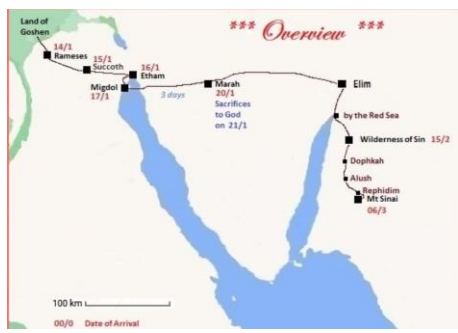 *** Overview ***
Land of
Goshen
14/1
Rameses
15/1
Succoth
16/1
Etham
Migdol
17/1
3 days
Marah
20/1
Sacrifices
to God
on 21/1
Elim
by the Red Sea
Wilderness of Sin 15/2
Dophkah
Alush
Rephidim
Mt Sinai
06/3
100 km
00/0 Date of Arrival